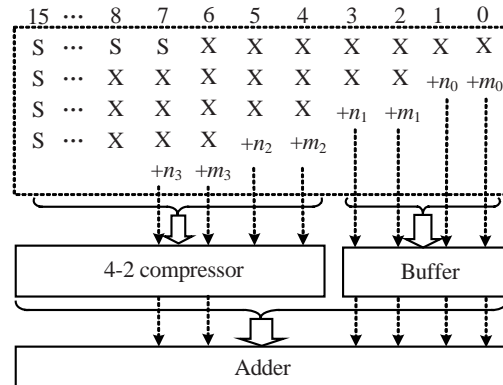 15 ··· 8 7 6 5 4 3 2 1 0
S ··· S S X X X X X X X
S ··· X X X X X X X +n₀ +m₀
S ··· X X X X X +n₁ +m₁
S ··· X X X +n₂ +m₂
+n₃ +m₃
4-2 compressor
Buffer
Adder